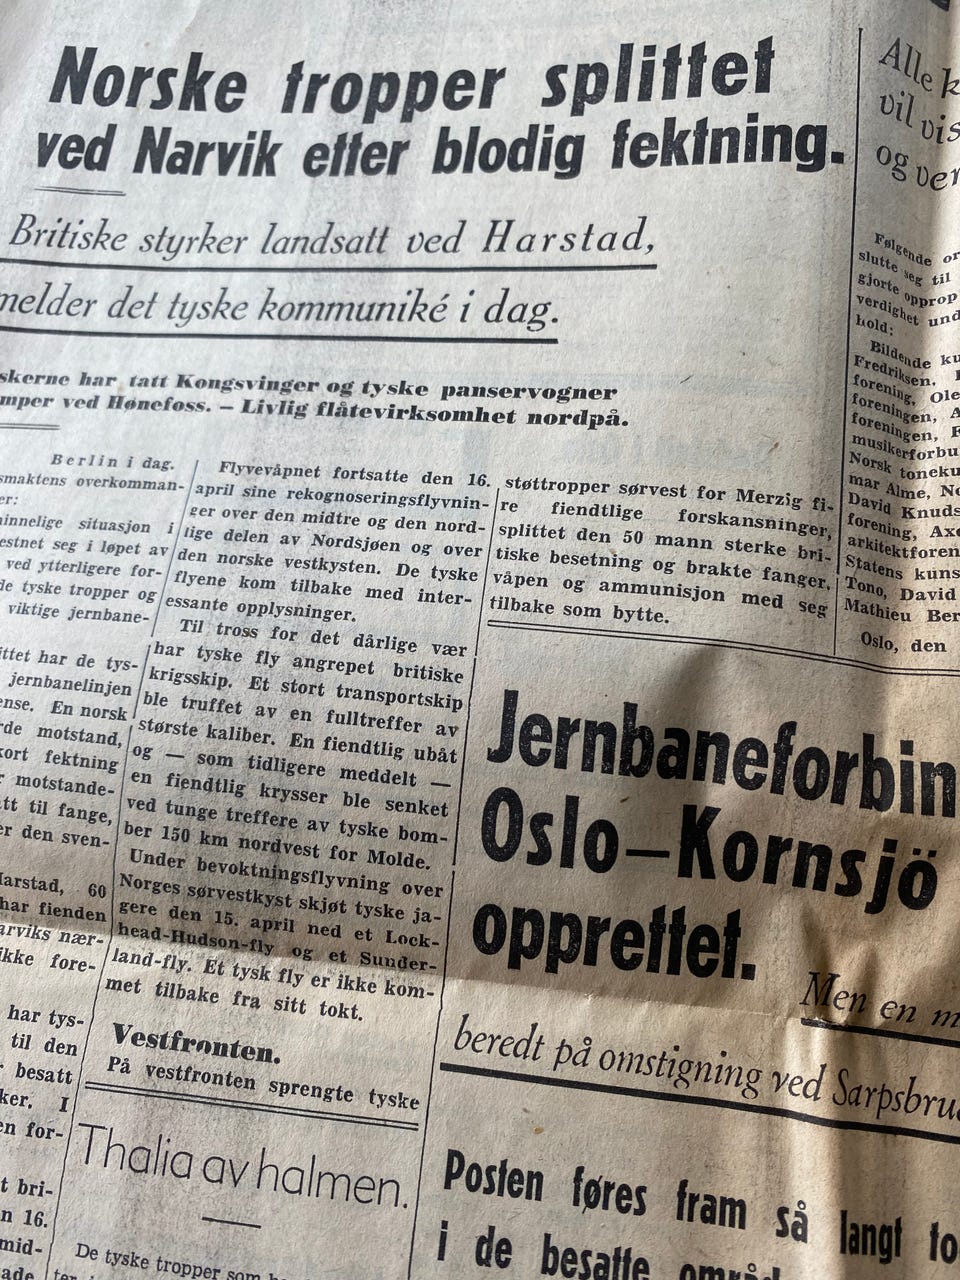 Norske tropper splittet
ved Narvik etter blodig fektning.
Britiske styrker landsatt ved Harstad,
melder det tyske kommuniké i dag.
skerne har tatt Kongsvinger og tyske panservogner
mper ved Hønefoss. — Livlig flåtevirksomhet nordpå.
Berlin i dag.
smaktens overkomman-
er:
innelige situasjon i
estnet seg i løpet av
ved ytterligere for-
de tyske tropper og
viktige jernbane-
ittet har de tys-
jernbanelinjen
ense. En norsk
rde motstand,
kort fektning
r motstande-
att til fange,
er den sven-
Harstad, 60
har fienden
arviks nær-
ikke fore-
har tys-
til den
besatt
ker. I
en for-
t bri-
n 16.
mid-
ade
Flyvevåpnet fortsatte den 16.
april sine rekognoseringsflyvnin-
ger over den midtre og den nord-
lige delen av Nordsjøen og over
den norske vestkysten. De tyske
flyene kom tilbake med inter-
essante opplysninger.
Til tross for det dårlige vær
har tyske fly angrepet britiske
krigsskip. Et stort transportskip
ble truffet av en fulltreffer av
største kaliber. En fiendtlig ubåt
og — som tidligere meddelt —
en fiendtlig krysser ble senket
ved tunge treffere av tyske bom-
ber 150 km nordvest for Molde.
Under bevoktningsflyvning over
Norges sørvestkyst skjøt tyske ja-
gere den 15. april ned et Lock-
head-Hudson-fly og et Sunder-
land-fly. Et tysk fly er ikke kom-
met tilbake fra sitt tokt.
Vestfronten.
På vestfronten sprengte tyske
støttropper sørvest for Merzig fi-
re fiendtlige forskansninger,
splittet den 50 mann sterke bri-
tiske besetning og brakte fanger,
våpen og ammunisjon med seg
tilbake som bytte.
Thalia av halmen.
De tyske tropper som
Jernbaneforbin
Oslo—Kornsjö
opprettet.
Men en m
beredt på omstigning ved Sarpsbru
Posten føres fram så langt to
i de besatte områd
Alle k
vil vis
og ver
Følgende or
slutte seg til
gjorte opprop
verdighet und
hold:
Bildende ku
Fredriksen,
forening, Ole
foreningen, A
foreningen, F
musikerforbu
Norsk toneku
mar Alme, No
David Knuds
forening, Axe
arkitektforen
Statens kuns
Tono, David
Mathieu Ber
Oslo, den